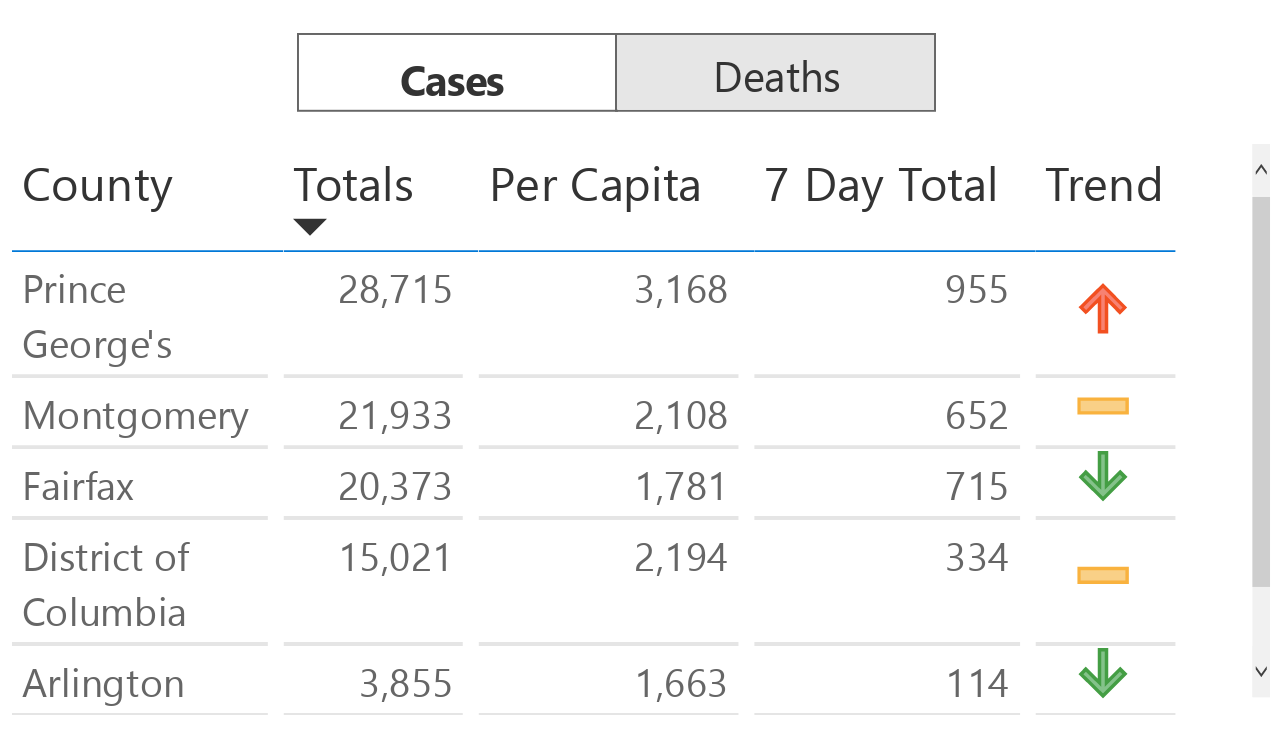 Cases Deaths
County Totals Per Capita 7 Day Total Trend
Prince 28,715 3,168 955
George's
Montgomery 21,933 2,108 652
Fairfax 20,373 1,781 715
District of 15,021 2,194 334
Columbia
Arlington 3,855 1,663 114